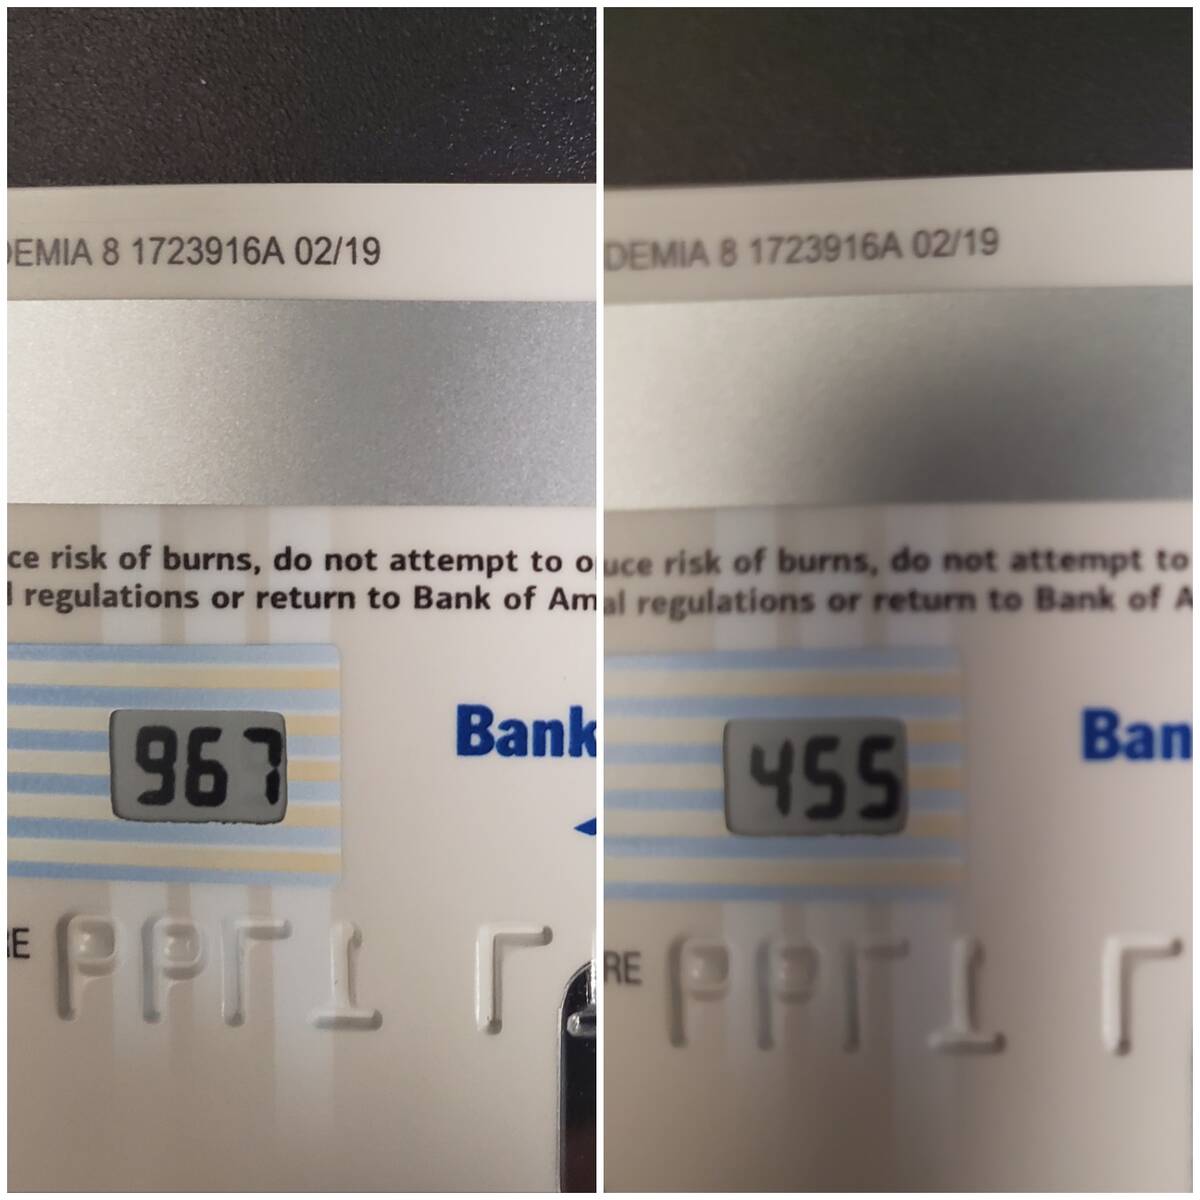 DEMIA 8 1723916A 02/19
ce risk of burns, do not attempt to
regulations or return to Bank of Am
967
Bank
DEMIA 8 1723916A 02/19
uce risk of burns, do not attempt to
al regulations or return to Bank of A
455
Ban
RE